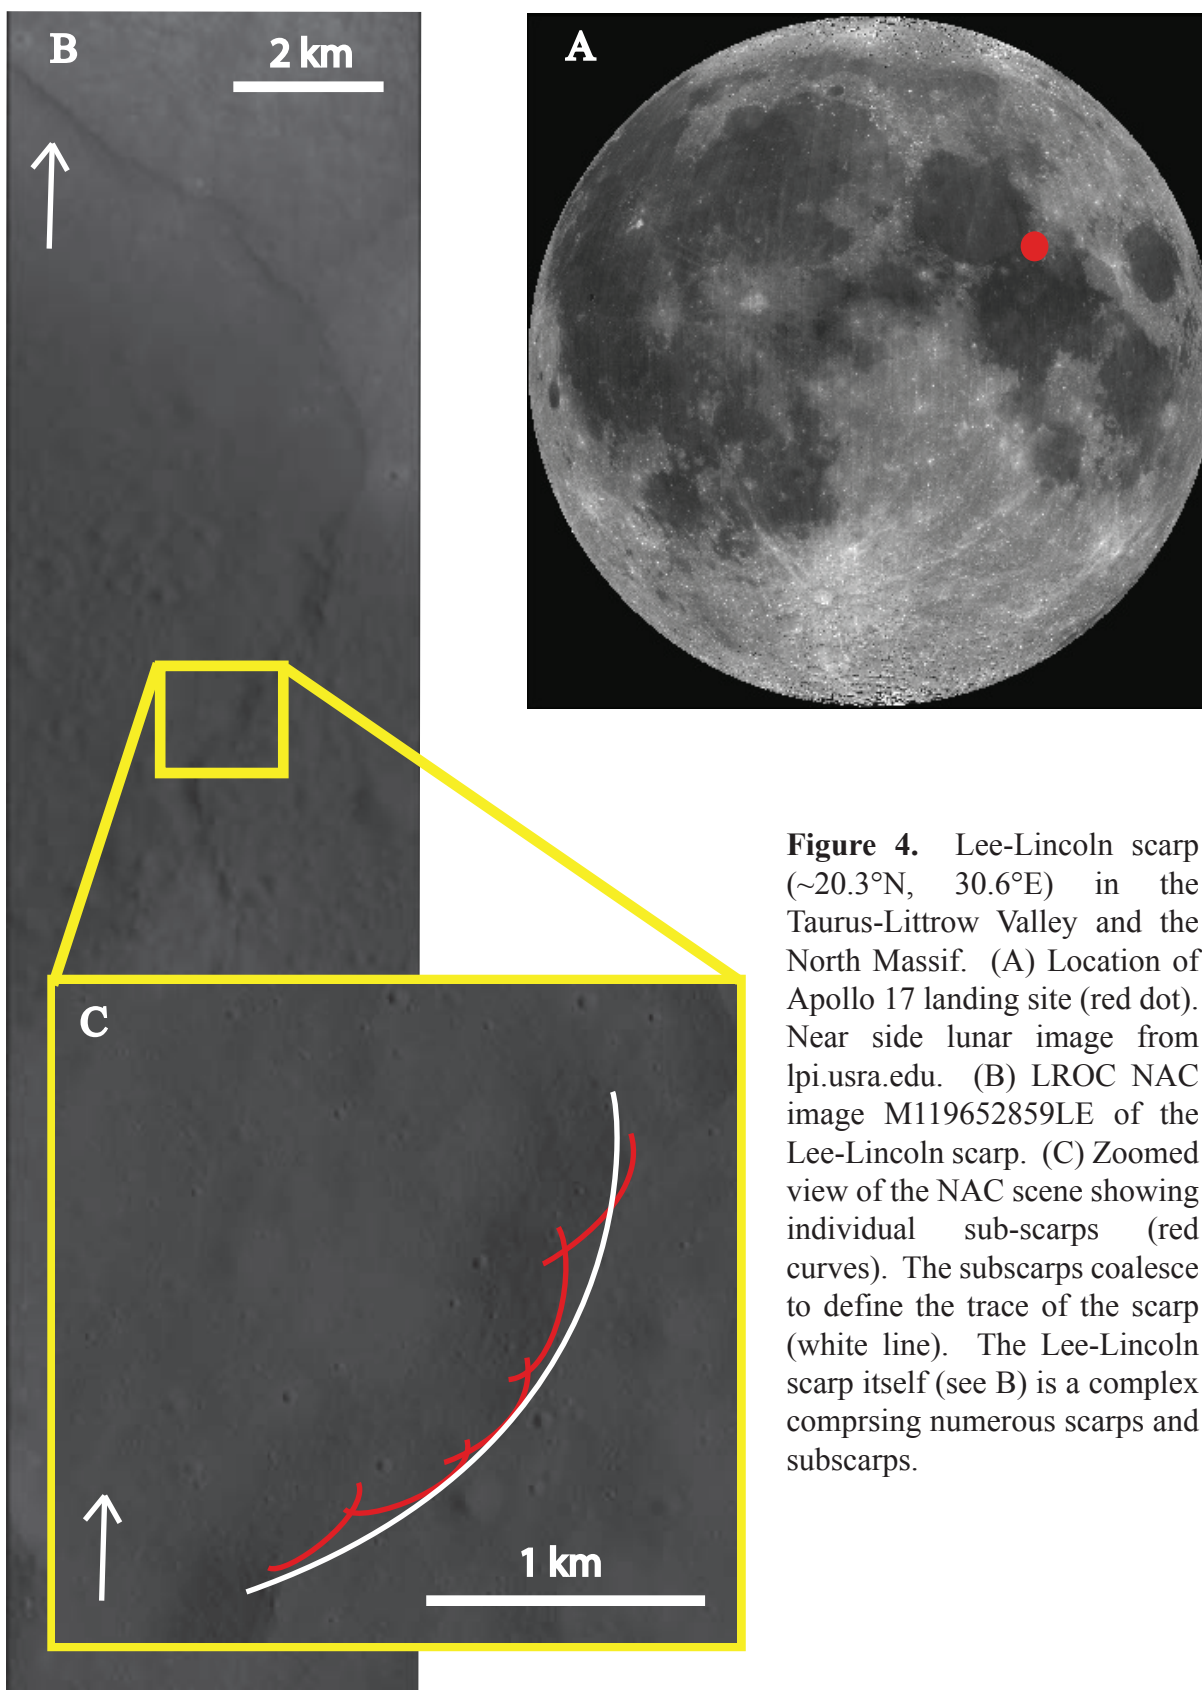 B
2 km
A
C
1 km
Figure 4. Lee-Lincoln scarp
(~20.3°N, 30.6°E) in the
Taurus-Littrow Valley and the
North Massif. (A) Location of
Apollo 17 landing site (red dot).
Near side lunar image from
lpi.usra.edu. (B) LROC NAC
image M119652859LE of the
Lee-Lincoln scarp. (C) Zoomed
view of the NAC scene showing
individual sub-scarps (red
curves). The subscarps coalesce
to define the trace of the scarp
(white line). The Lee-Lincoln
scarp itself (see B) is a complex
comprsing numerous scarps and
subscarps.